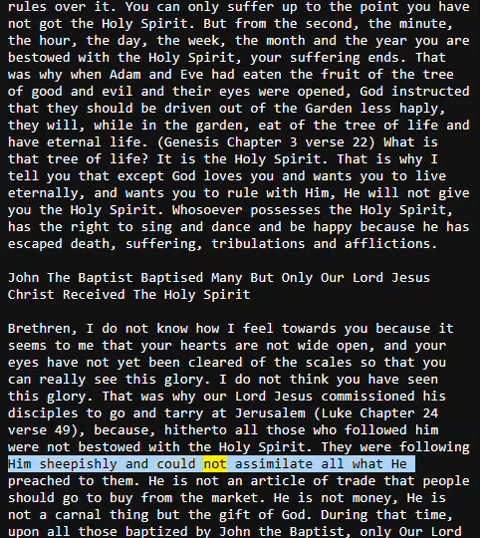 rules over it. You can only suffer up to the point you have
not got the Holy Spirit. But from the second, the minute,
the hour, the day, the week, the month and the year you are
bestowed with the Holy Spirit, your suffering ends. That
was why when Adam and Eve had eaten the fruit of the tree
of good and evil and their eyes were opened, God instructed
that they should be driven out of the Garden less haply,
they will, while in the garden, eat of the tree of life and
have eternal life. (Genesis Chapter 3 verse 22) What is
that tree of life? It is the Holy Spirit. That is why I
tell you that except God loves you and wants you to live
eternally, and wants you to rule with Him, He will not give
you the Holy Spirit. Whosoever possesses the Holy Spirit,
has the right to sing and dance and be happy because he has
escaped death, suffering, tribulations and afflictions.
John The Baptist Baptised Many But Only Our Lord Jesus
Christ Received The Holy Spirit
Brethren, I do not know how I feel towards you because it
seems to me that your hearts are not wide open, and your
eyes have not yet been cleared of the scales so that you
can really see this glory. I do not think you have seen
this glory. That was why our Lord Jesus commissioned his
disciples to go and tarry at Jerusalem (Luke Chapter 24
verse 49), because, hitherto all those who followed him
were not bestowed with the Holy Spirit. They were following
Him sheepishly and could not assimilate all what He
preached to them. He is not an article of trade that people
should go to buy from the market. He is not money, He is
not a carnal thing but the gift of God. During that time,
upon all those baptized by John the Baptist, only Our Lord